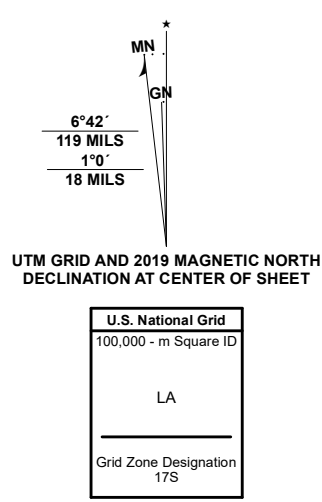 MN
GN
6°42´
119 MILS
1°0´
18 MILS
UTM GRID AND 2019 MAGNETIC NORTH
DECLINATION AT CENTER OF SHEET
U.S. National Grid
100,000 - m Square ID
LA
Grid Zone Designation
17S